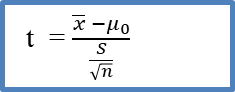 t = (x̅ − μ₀) / (S / √n)